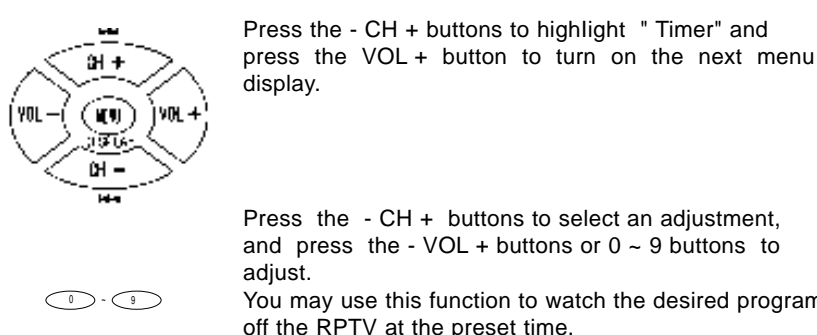 Press the - CH + buttons to highlight " Timer" and
press the VOL + button to turn on the next menu
display.
CH +
VOL −
MENU
VOL +
DISPLAY
CH −
Press the - CH + buttons to select an adjustment,
and press the - VOL + buttons or 0 ~ 9 buttons to
adjust.
0 ~ 9
You may use this function to watch the desired program
off the RPTV at the preset time.